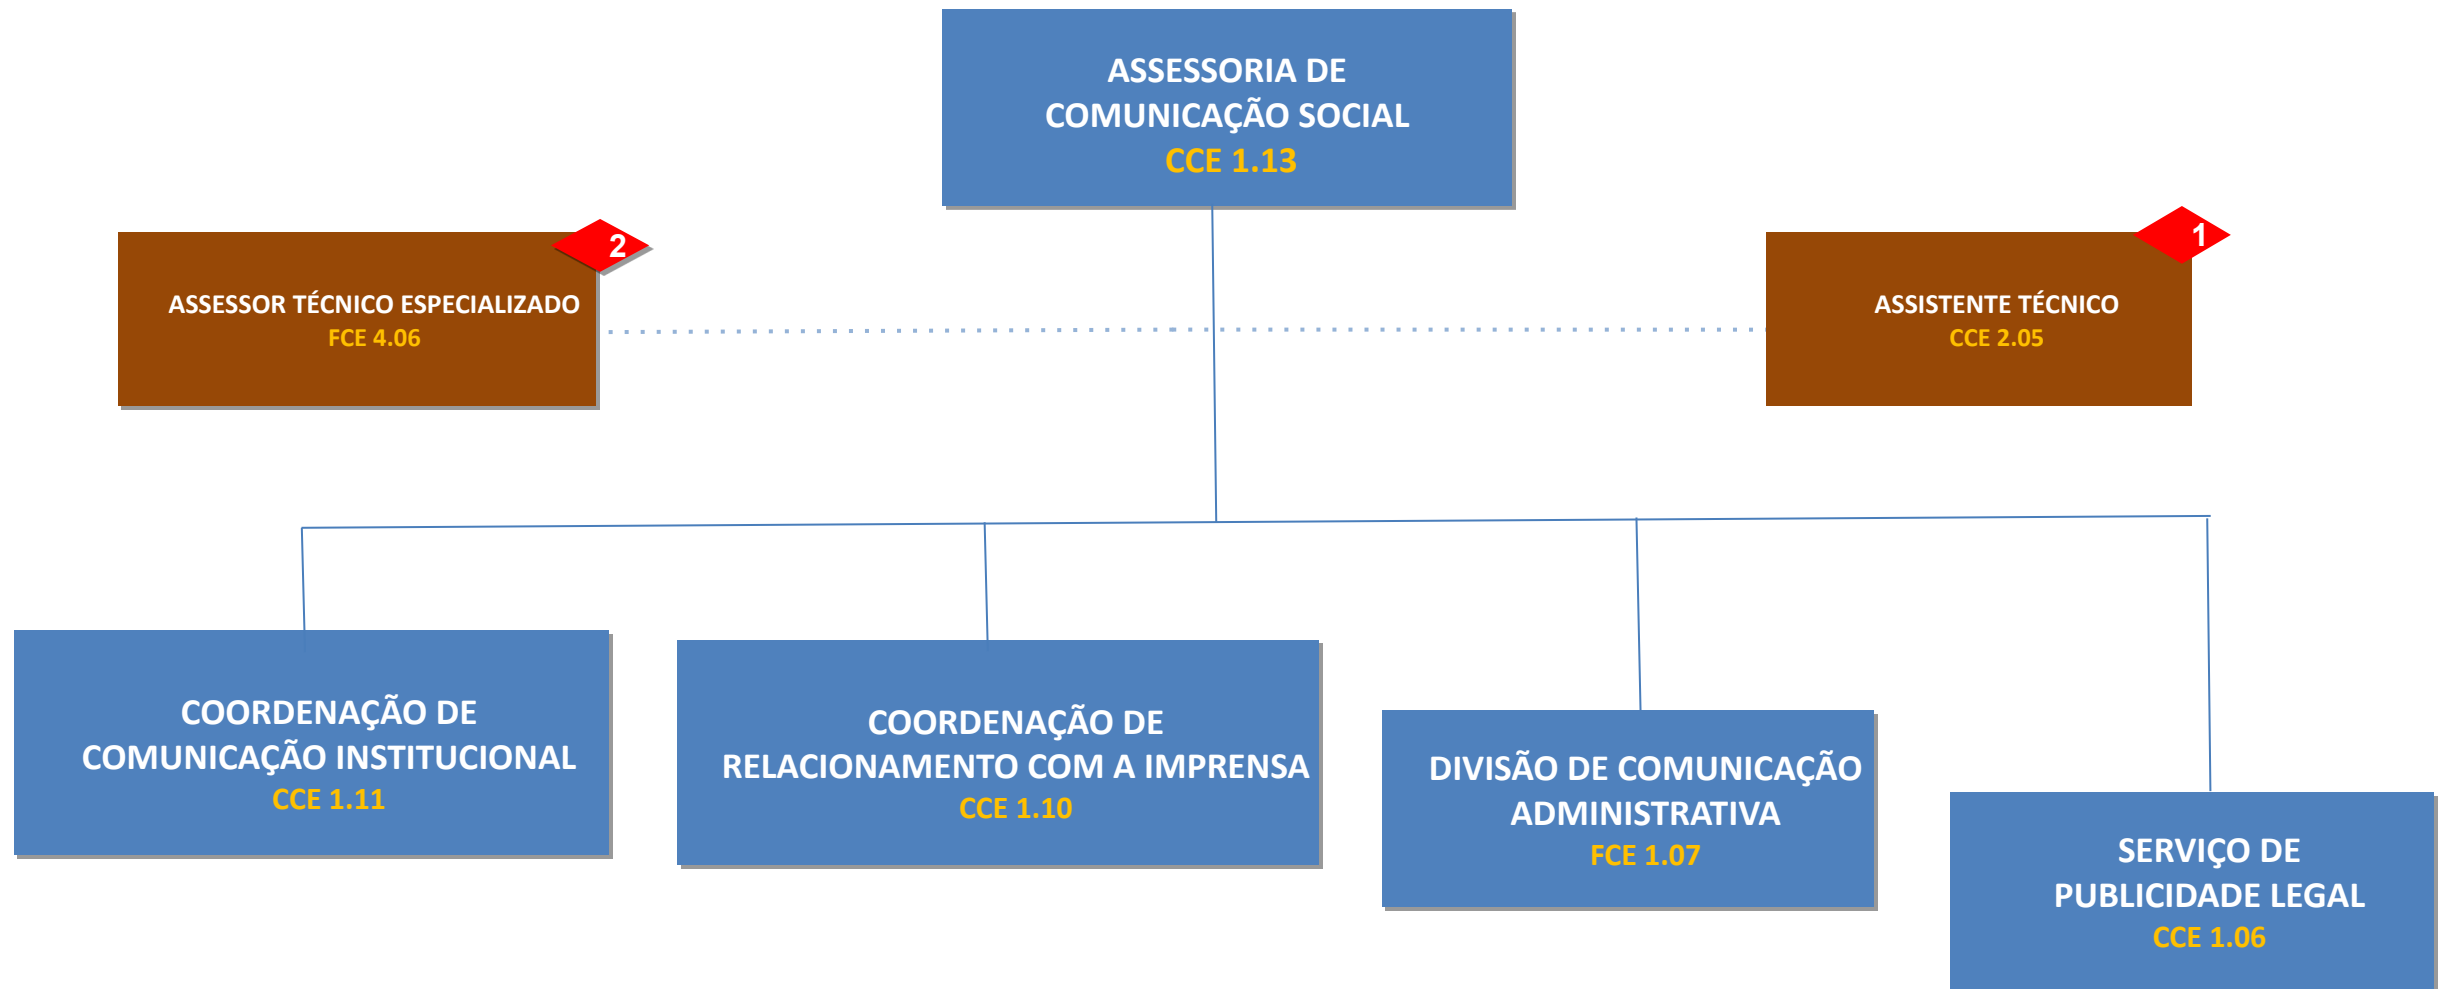 ASSESSORIA DE
COMUNICAÇÃO SOCIAL
CCE 1.13
2
ASSESSOR TÉCNICO ESPECIALIZADO
FCE 4.06
1
ASSISTENTE TÉCNICO
CCE 2.05
COORDENAÇÃO DE
COMUNICAÇÃO INSTITUCIONAL
CCE 1.11
COORDENAÇÃO DE
RELACIONAMENTO COM A IMPRENSA
CCE 1.10
DIVISÃO DE COMUNICAÇÃO
ADMINISTRATIVA
FCE 1.07
SERVIÇO DE
PUBLICIDADE LEGAL
CCE 1.06